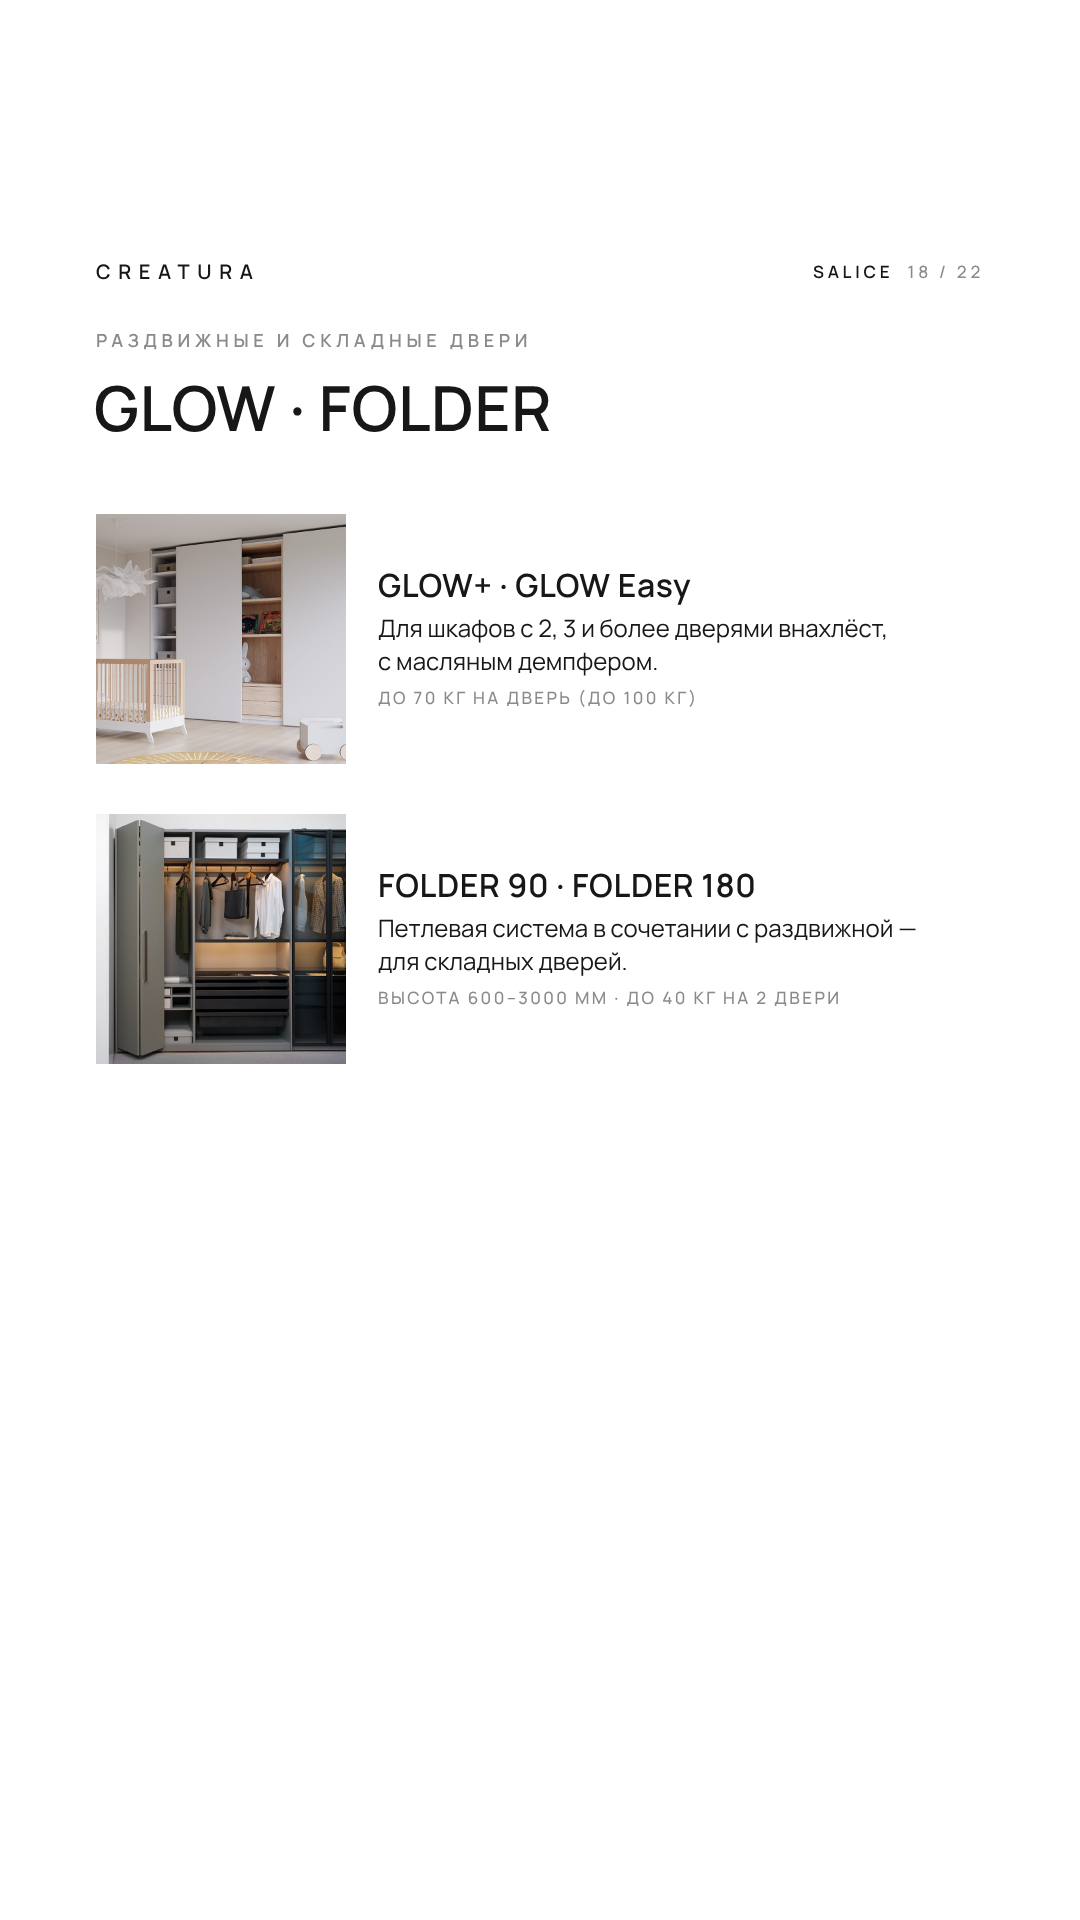 CREATURA
SALICE 18 / 22
РАЗДВИЖНЫЕ И СКЛАДНЫЕ ДВЕРИ
GLOW · FOLDER
GLOW+ · GLOW Easy
Для шкафов с 2, 3 и более дверями внахлёст,
с масляным демпфером.
ДО 70 КГ НА ДВЕРЬ (ДО 100 КГ)
FOLDER 90 · FOLDER 180
Петлевая система в сочетании с раздвижной —
для складных дверей.
ВЫСОТА 600–3000 ММ · ДО 40 КГ НА 2 ДВЕРИ